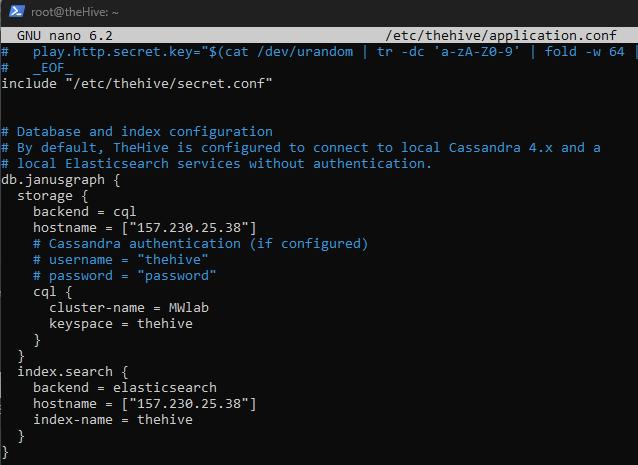 root@theHive: ~
GNU nano 6.2 /etc/thehive/application.conf
#   play.http.secret.key="$(cat /dev/urandom | tr -dc 'a-zA-Z0-9' | fold -w 64 |
#   _EOF_
include "/etc/thehive/secret.conf"
# Database and index configuration
# By default, TheHive is configured to connect to local Cassandra 4.x and a
# local Elasticsearch services without authentication.
db.janusgraph {
  storage {
    backend = cql
    hostname = ["157.230.25.38"]
    # Cassandra authentication (if configured)
    # username = "thehive"
    # password = "password"
    cql {
      cluster-name = MWlab
      keyspace = thehive
    }
  }
  index.search {
    backend = elasticsearch
    hostname = ["157.230.25.38"]
    index-name = thehive
  }
}